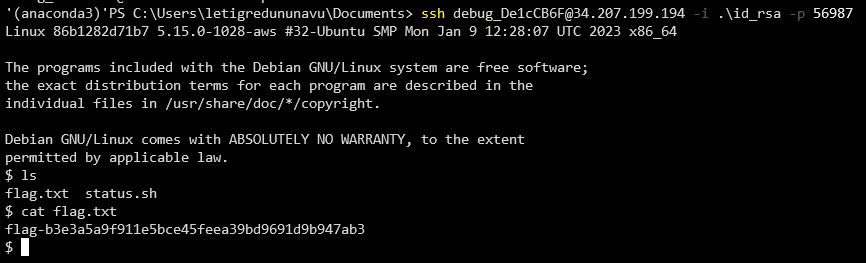 '(anaconda3)'PS C:\Users\letigredununavu\Documents> ssh debug_De1cCB6F@34.207.199.194 -i .\id_rsa -p 56987
Linux 86b1282d71b7 5.15.0-1028-aws #32-Ubuntu SMP Mon Jan 9 12:28:07 UTC 2023 x86_64
The programs included with the Debian GNU/Linux system are free software;
the exact distribution terms for each program are described in the
individual files in /usr/share/doc/*/copyright.
Debian GNU/Linux comes with ABSOLUTELY NO WARRANTY, to the extent
permitted by applicable law.
$ ls
flag.txt  status.sh
$ cat flag.txt
flag-b3e3a5a9f911e5bce45feea39bd9691d9b947ab3
$